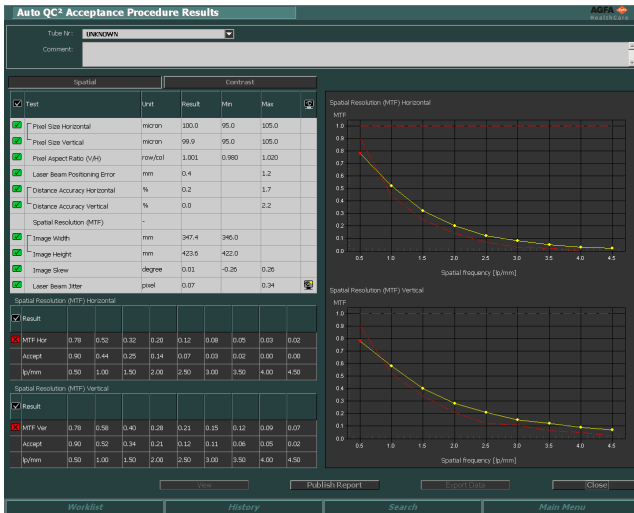 Auto QC² Acceptance Procedure Results
AGFA
HealthCare
Tube Nr: UNKNOWN
Comment:
Spatial Contrast
Test Unit Result Min Max
Pixel Size Horizontal micron 100.0 95.0 105.0
Pixel Size Vertical micron 99.9 95.0 105.0
Pixel Aspect Ratio (V/H) row/col 1.001 0.980 1.020
Laser Beam Positioning Error mm 0.4 1.2
Distance Accuracy Horizontal % 0.2 1.7
Distance Accuracy Vertical % 0.0 2.2
Spatial Resolution (MTF) -
Image Width mm 347.4 346.0
Image Height mm 423.6 422.0
Image Skew degree 0.01 -0.26 0.26
Laser Beam Jitter pixel 0.07 0.34
Spatial Resolution (MTF) Horizontal
Result
MTF Hor 0.78 0.52 0.32 0.20 0.12 0.08 0.05 0.03 0.02
Accept 0.90 0.44 0.25 0.14 0.07 0.03 0.02 0.00 0.00
lp/mm 0.50 1.00 1.50 2.00 2.50 3.00 3.50 4.00 4.50
Spatial Resolution (MTF) Vertical
Result
MTF Ver 0.78 0.58 0.40 0.28 0.21 0.15 0.12 0.09 0.07
Accept 0.90 0.52 0.34 0.21 0.12 0.11 0.06 0.05 0.02
lp/mm 0.50 1.00 1.50 2.00 2.50 3.00 3.50 4.00 4.50
Spatial Resolution (MTF) Horizontal
MTF
1.0
0.9
0.8
0.7
0.6
0.5
0.4
0.3
0.2
0.1
0.0
0.5 1.0 1.5 2.0 2.5 3.0 3.5 4.0 4.5
Spatial frequency [lp/mm]
Spatial Resolution (MTF) Vertical
MTF
1.0
0.9
0.8
0.7
0.6
0.5
0.4
0.3
0.2
0.1
0.0
0.5 1.0 1.5 2.0 2.5 3.0 3.5 4.0 4.5
Spatial frequency [lp/mm]
View Publish Report Export Data Close
Worklist History Search Main Menu